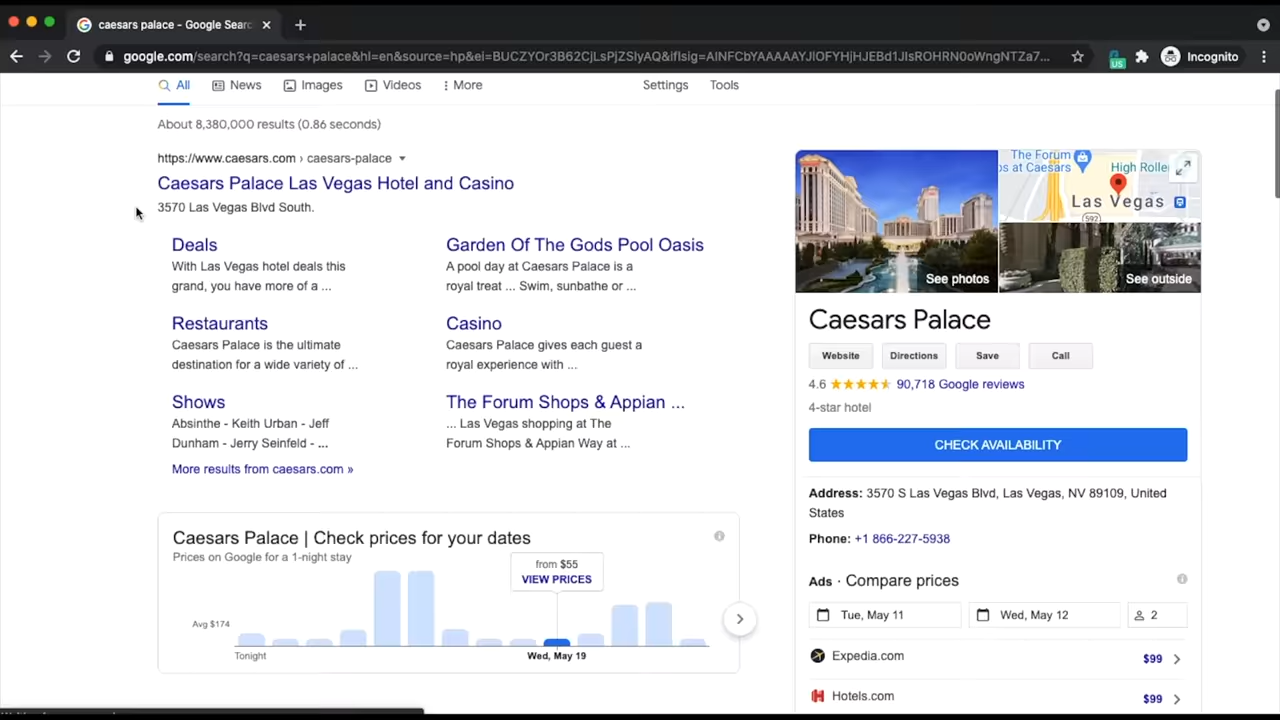 caesars palace - Google Searc
google.com/search?q=caesars+palace&hl=en&source=hp&ei=BUCZYOr3B62CjLsPjZSIyAQ&iflsig=AINFCbYAAAAAYJlOFYHjHJEBd1JIsROHRN0oWngNTZa7...
US
Incognito
All
News
Images
Videos
More
Settings
Tools
About 8,380,000 results (0.86 seconds)
https://www.caesars.com › caesars-palace
Caesars Palace Las Vegas Hotel and Casino
3570 Las Vegas Blvd South.
Deals
With Las Vegas hotel deals this
grand, you have more of a ...
Garden Of The Gods Pool Oasis
A pool day at Caesars Palace is a
royal treat ... Swim, sunbathe or ...
Restaurants
Caesars Palace is the ultimate
destination for a wide variety of ...
Casino
Caesars Palace gives each guest a
royal experience with ...
Shows
Absinthe - Keith Urban - Jeff
Dunham - Jerry Seinfeld - ...
The Forum Shops & Appian ...
... Las Vegas shopping at The
Forum Shops & Appian Way at ...
More results from caesars.com »
Caesars Palace | Check prices for your dates
Prices on Google for a 1-night stay
from $55
VIEW PRICES
Avg $174
Tonight
Wed, May 19
The Forum
ps at Caesars
High Rolle
Las Vegas
592
See photos
See outside
Caesars Palace
Website
Directions
Save
Call
4.6
90,718 Google reviews
4-star hotel
CHECK AVAILABILITY
Address: 3570 S Las Vegas Blvd, Las Vegas, NV 89109, United
States
Phone: +1 866-227-5938
Ads · Compare prices
Tue, May 11
Wed, May 12
2
Expedia.com
$99
Hotels.com
$99